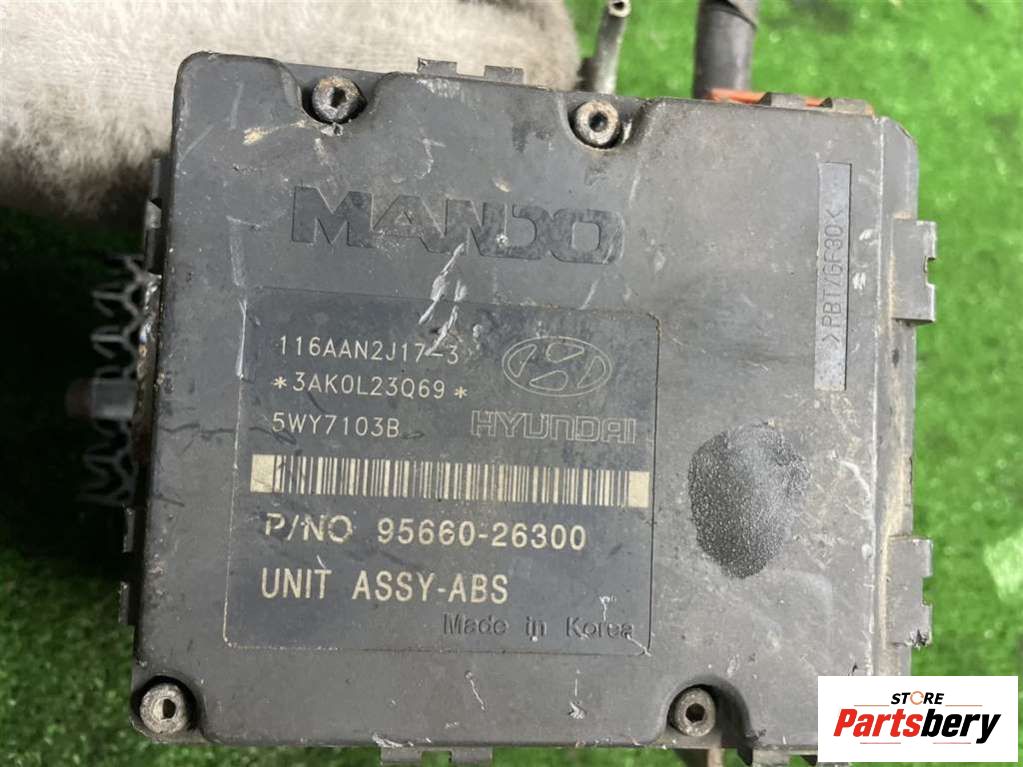 MANDO
116AAN2J17-3
*3AK0L23Q69*
5WY7103B
HYUNDAI
P/NO 95660-26300
UNIT ASSY-ABS
Made in Korea
>PBT/GF30<
STORE
Partsbery